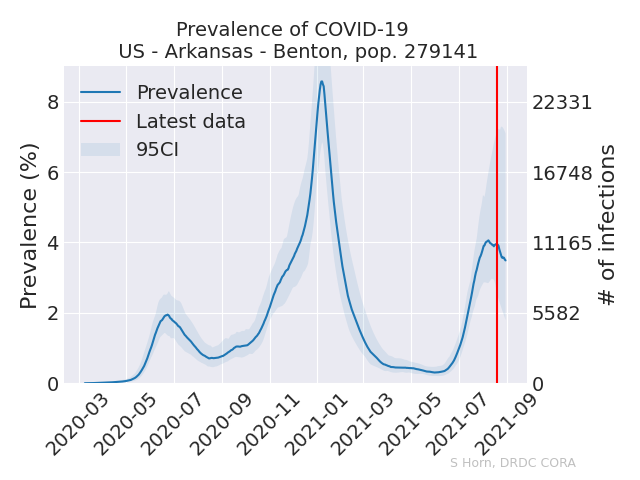 Prevalence of COVID-19
US - Arkansas - Benton, pop. 279141
Prevalence
Latest data
95CI
Prevalence (%)
8
6
4
2
0
# of infections
22331
16748
11165
5582
0
2020-03
2020-05
2020-07
2020-09
2020-11
2021-01
2021-03
2021-05
2021-07
2021-09
S Horn, DRDC CORA